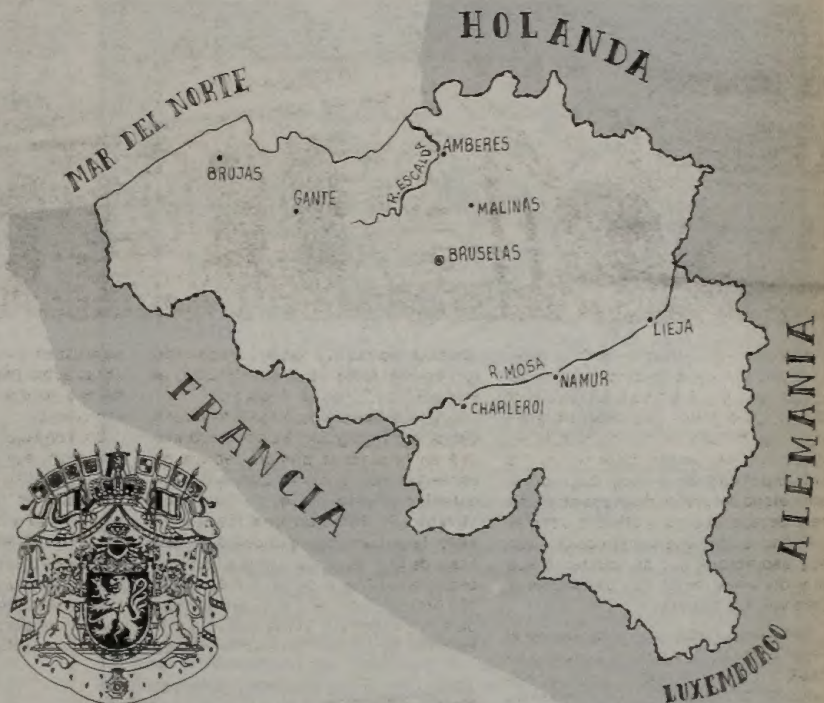 HOLANDA
MAR DEL NORTE
BRUJAS
GANTE
R. ESCALDA
AMBERES
MALINAS
BRUSELAS
LIEJA
R. MOSA
NAMUR
CHARLEROI
FRANCIA
ALEMANIA
LUXEMBURGO